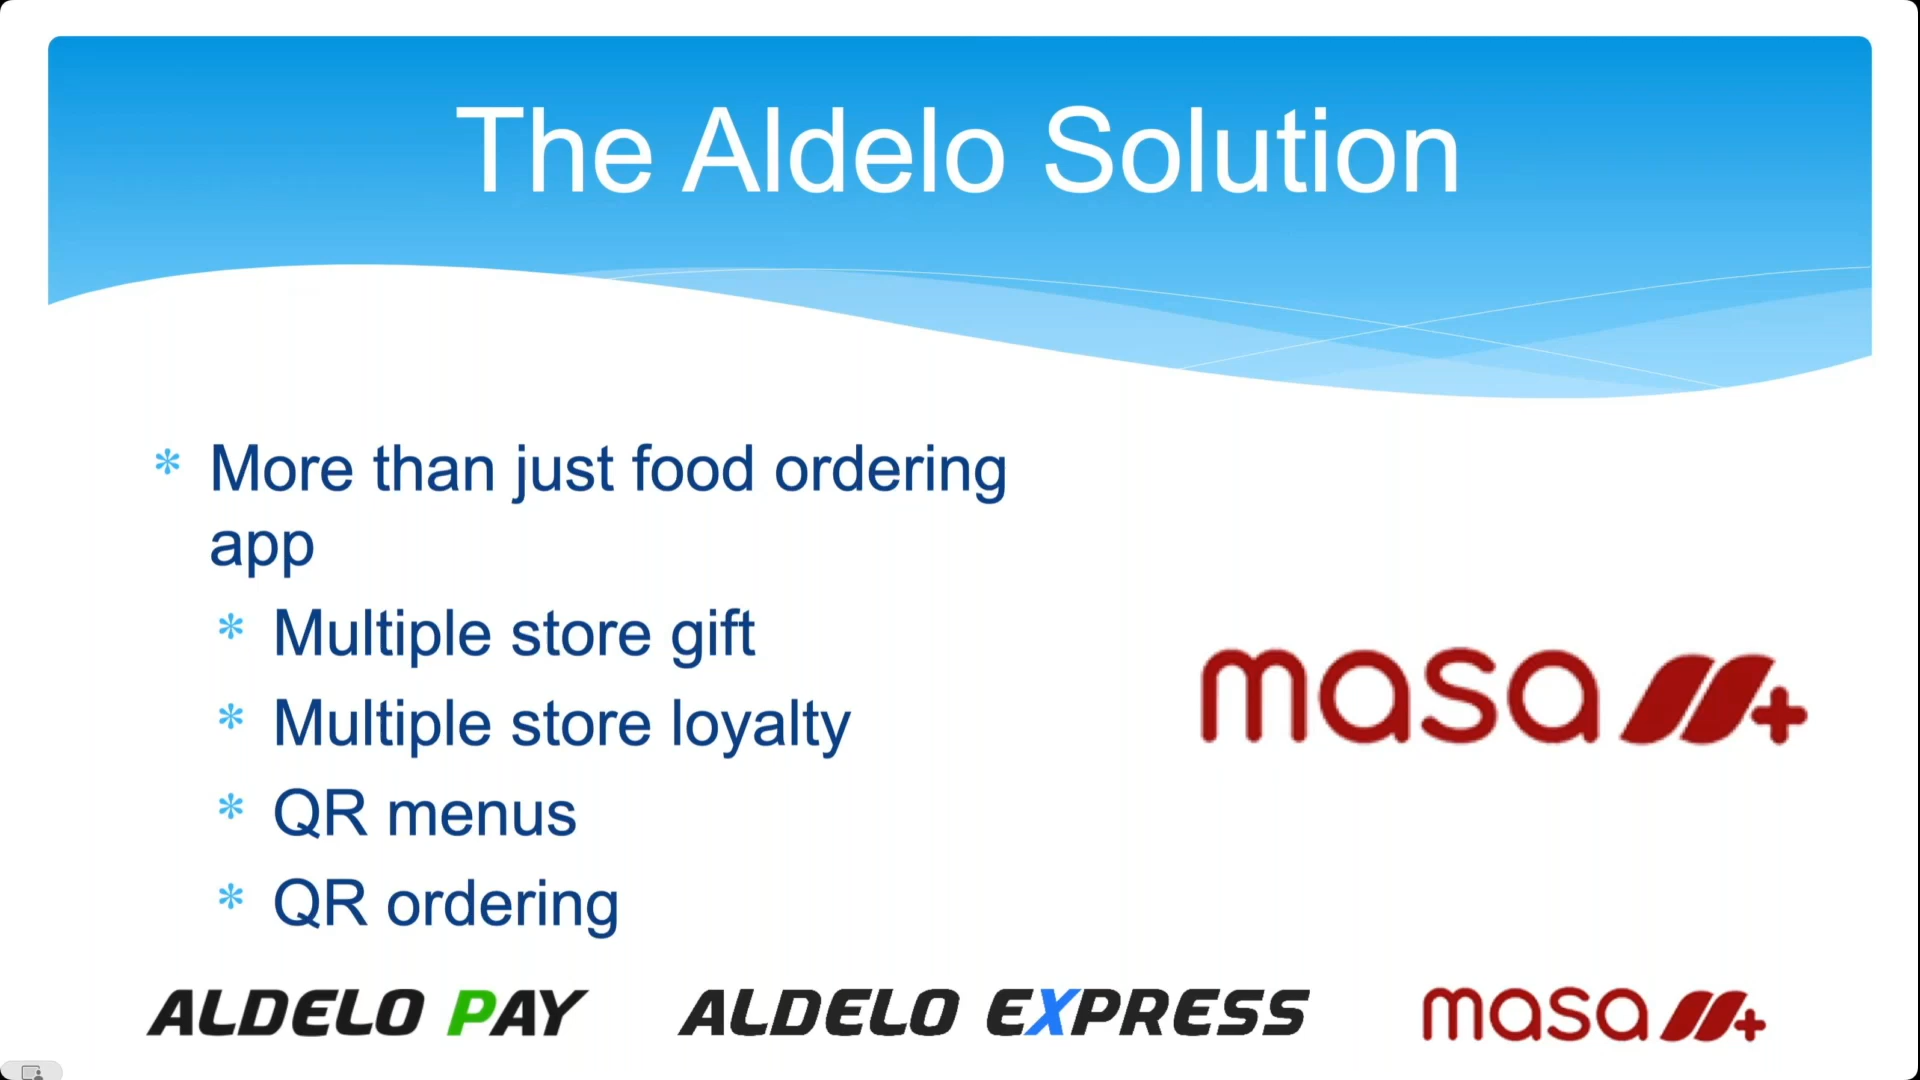 The Aldelo Solution
* More than just food ordering
app
* Multiple store gift
* Multiple store loyalty
* QR menus
* QR ordering
masa +
ALDELO PAY
ALDELO EXPRESS
masa +